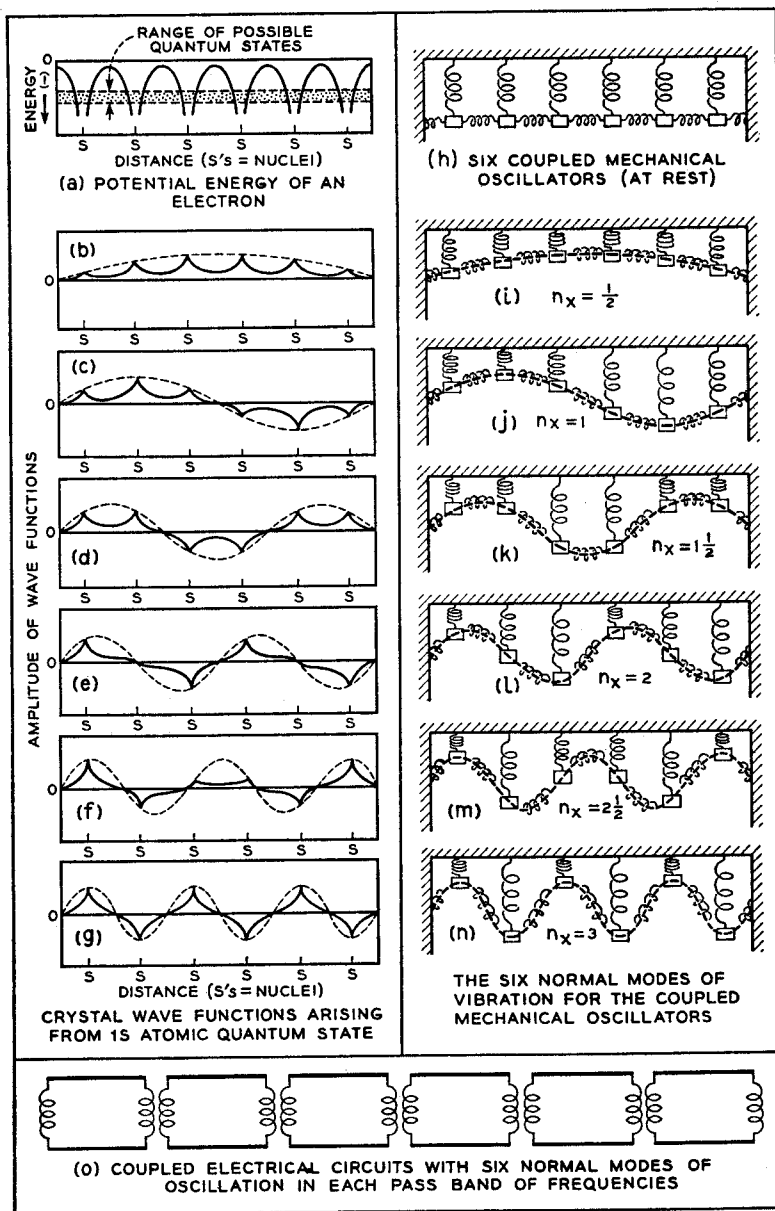 RANGE OF POSSIBLE
QUANTUM STATES
0
ENERGY (-)
S S S S S S
DISTANCE (S'S = NUCLEI)
(a) POTENTIAL ENERGY OF AN
ELECTRON
AMPLITUDE OF WAVE FUNCTIONS
(b)
0
S S S S S S
(c)
0
S S S S S S
0
(d)
S S S S S S
0
(e)
S S S S S S
0
(f)
S S S S S S
0
(g)
S S S S S S
DISTANCE (S'S = NUCLEI)
CRYSTAL WAVE FUNCTIONS ARISING
FROM 1S ATOMIC QUANTUM STATE
(h) SIX COUPLED MECHANICAL
OSCILLATORS (AT REST)
(i) nx = 1/2
(j) nx = 1
(k) nx = 1 1/2
(l) nx = 2
(m) nx = 2 1/2
(n) nx = 3
THE SIX NORMAL MODES OF
VIBRATION FOR THE COUPLED
MECHANICAL OSCILLATORS
(o) COUPLED ELECTRICAL CIRCUITS WITH SIX NORMAL MODES OF
OSCILLATION IN EACH PASS BAND OF FREQUENCIES